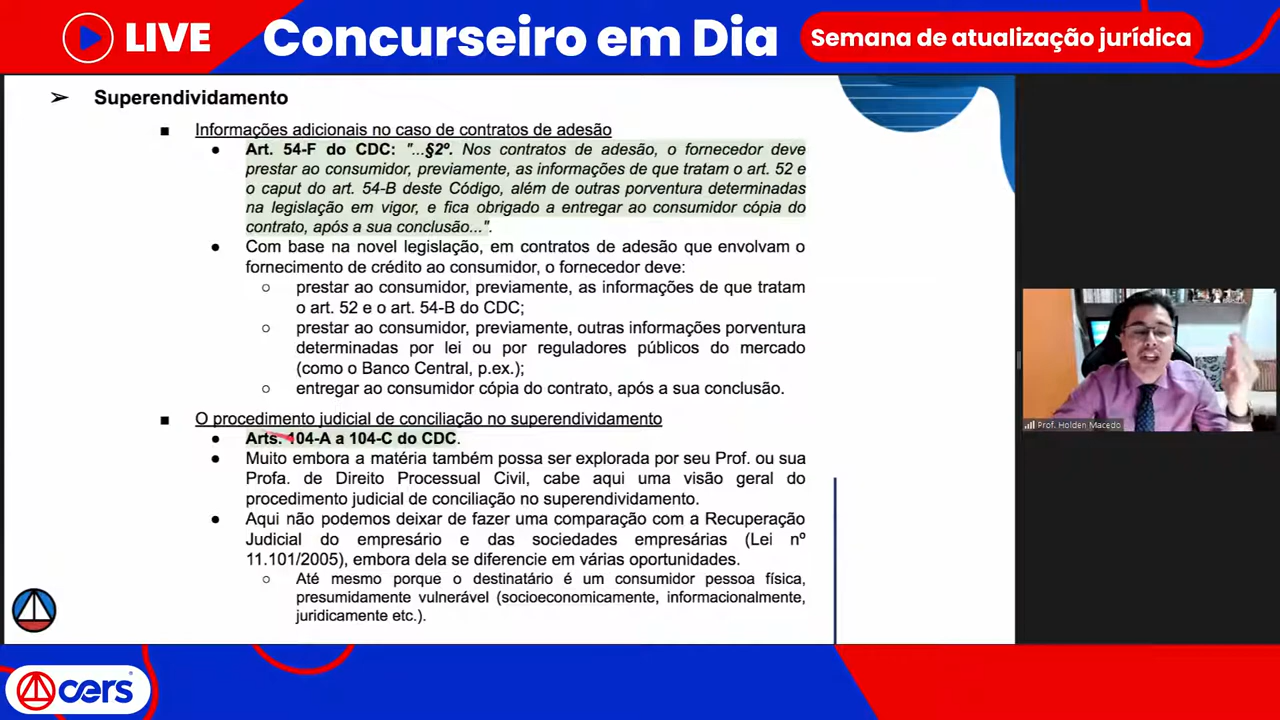 LIVE
Concurseiro em Dia
Semana de atualização jurídica
➢ Superendividamento
■ Informações adicionais no caso de contratos de adesão
● Art. 54-F do CDC: "...§2º. Nos contratos de adesão, o fornecedor deve
prestar ao consumidor, previamente, as informações de que tratam o art. 52 e
o caput do art. 54-B deste Código, além de outras porventura determinadas
na legislação em vigor, e fica obrigado a entregar ao consumidor cópia do
contrato, após a sua conclusão...".
● Com base na novel legislação, em contratos de adesão que envolvam o
fornecimento de crédito ao consumidor, o fornecedor deve:
○ prestar ao consumidor, previamente, as informações de que tratam
o art. 52 e o art. 54-B do CDC;
○ prestar ao consumidor, previamente, outras informações porventura
determinadas por lei ou por reguladores públicos do mercado
(como o Banco Central, p.ex.);
○ entregar ao consumidor cópia do contrato, após a sua conclusão.
■ O procedimento judicial de conciliação no superendividamento
● Arts. 104-A a 104-C do CDC.
● Muito embora a matéria também possa ser explorada por seu Prof. ou sua
Profa. de Direito Processual Civil, cabe aqui uma visão geral do
procedimento judicial de conciliação no superendividamento.
● Aqui não podemos deixar de fazer uma comparação com a Recuperação
Judicial do empresário e das sociedades empresárias (Lei nº
11.101/2005), embora dela se diferencie em várias oportunidades.
○ Até mesmo porque o destinatário é um consumidor pessoa física,
presumidamente vulnerável (socioeconomicamente, informacionalmente,
juridicamente etc.).
Prof. Holden Macedo
cers